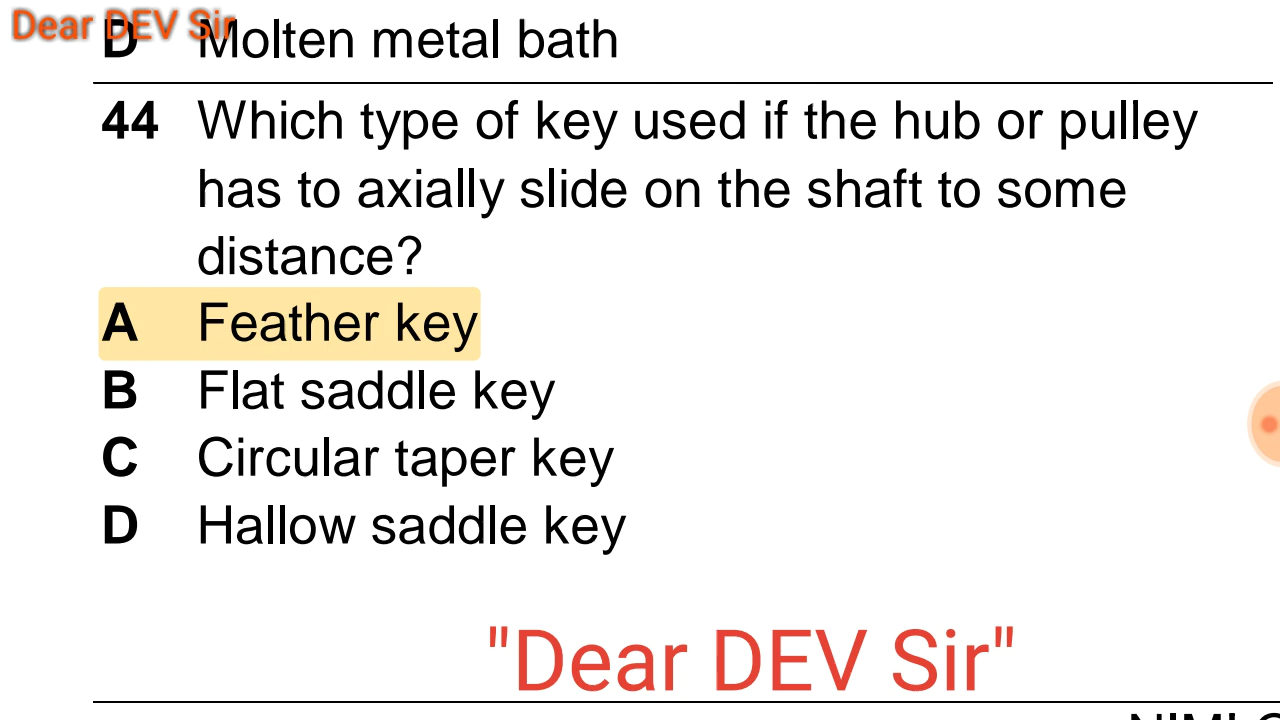 Dear DEV Sir
D Molten metal bath
44 Which type of key used if the hub or pulley
has to axially slide on the shaft to some
distance?
A Feather key
B Flat saddle key
C Circular taper key
D Hallow saddle key
"Dear DEV Sir"